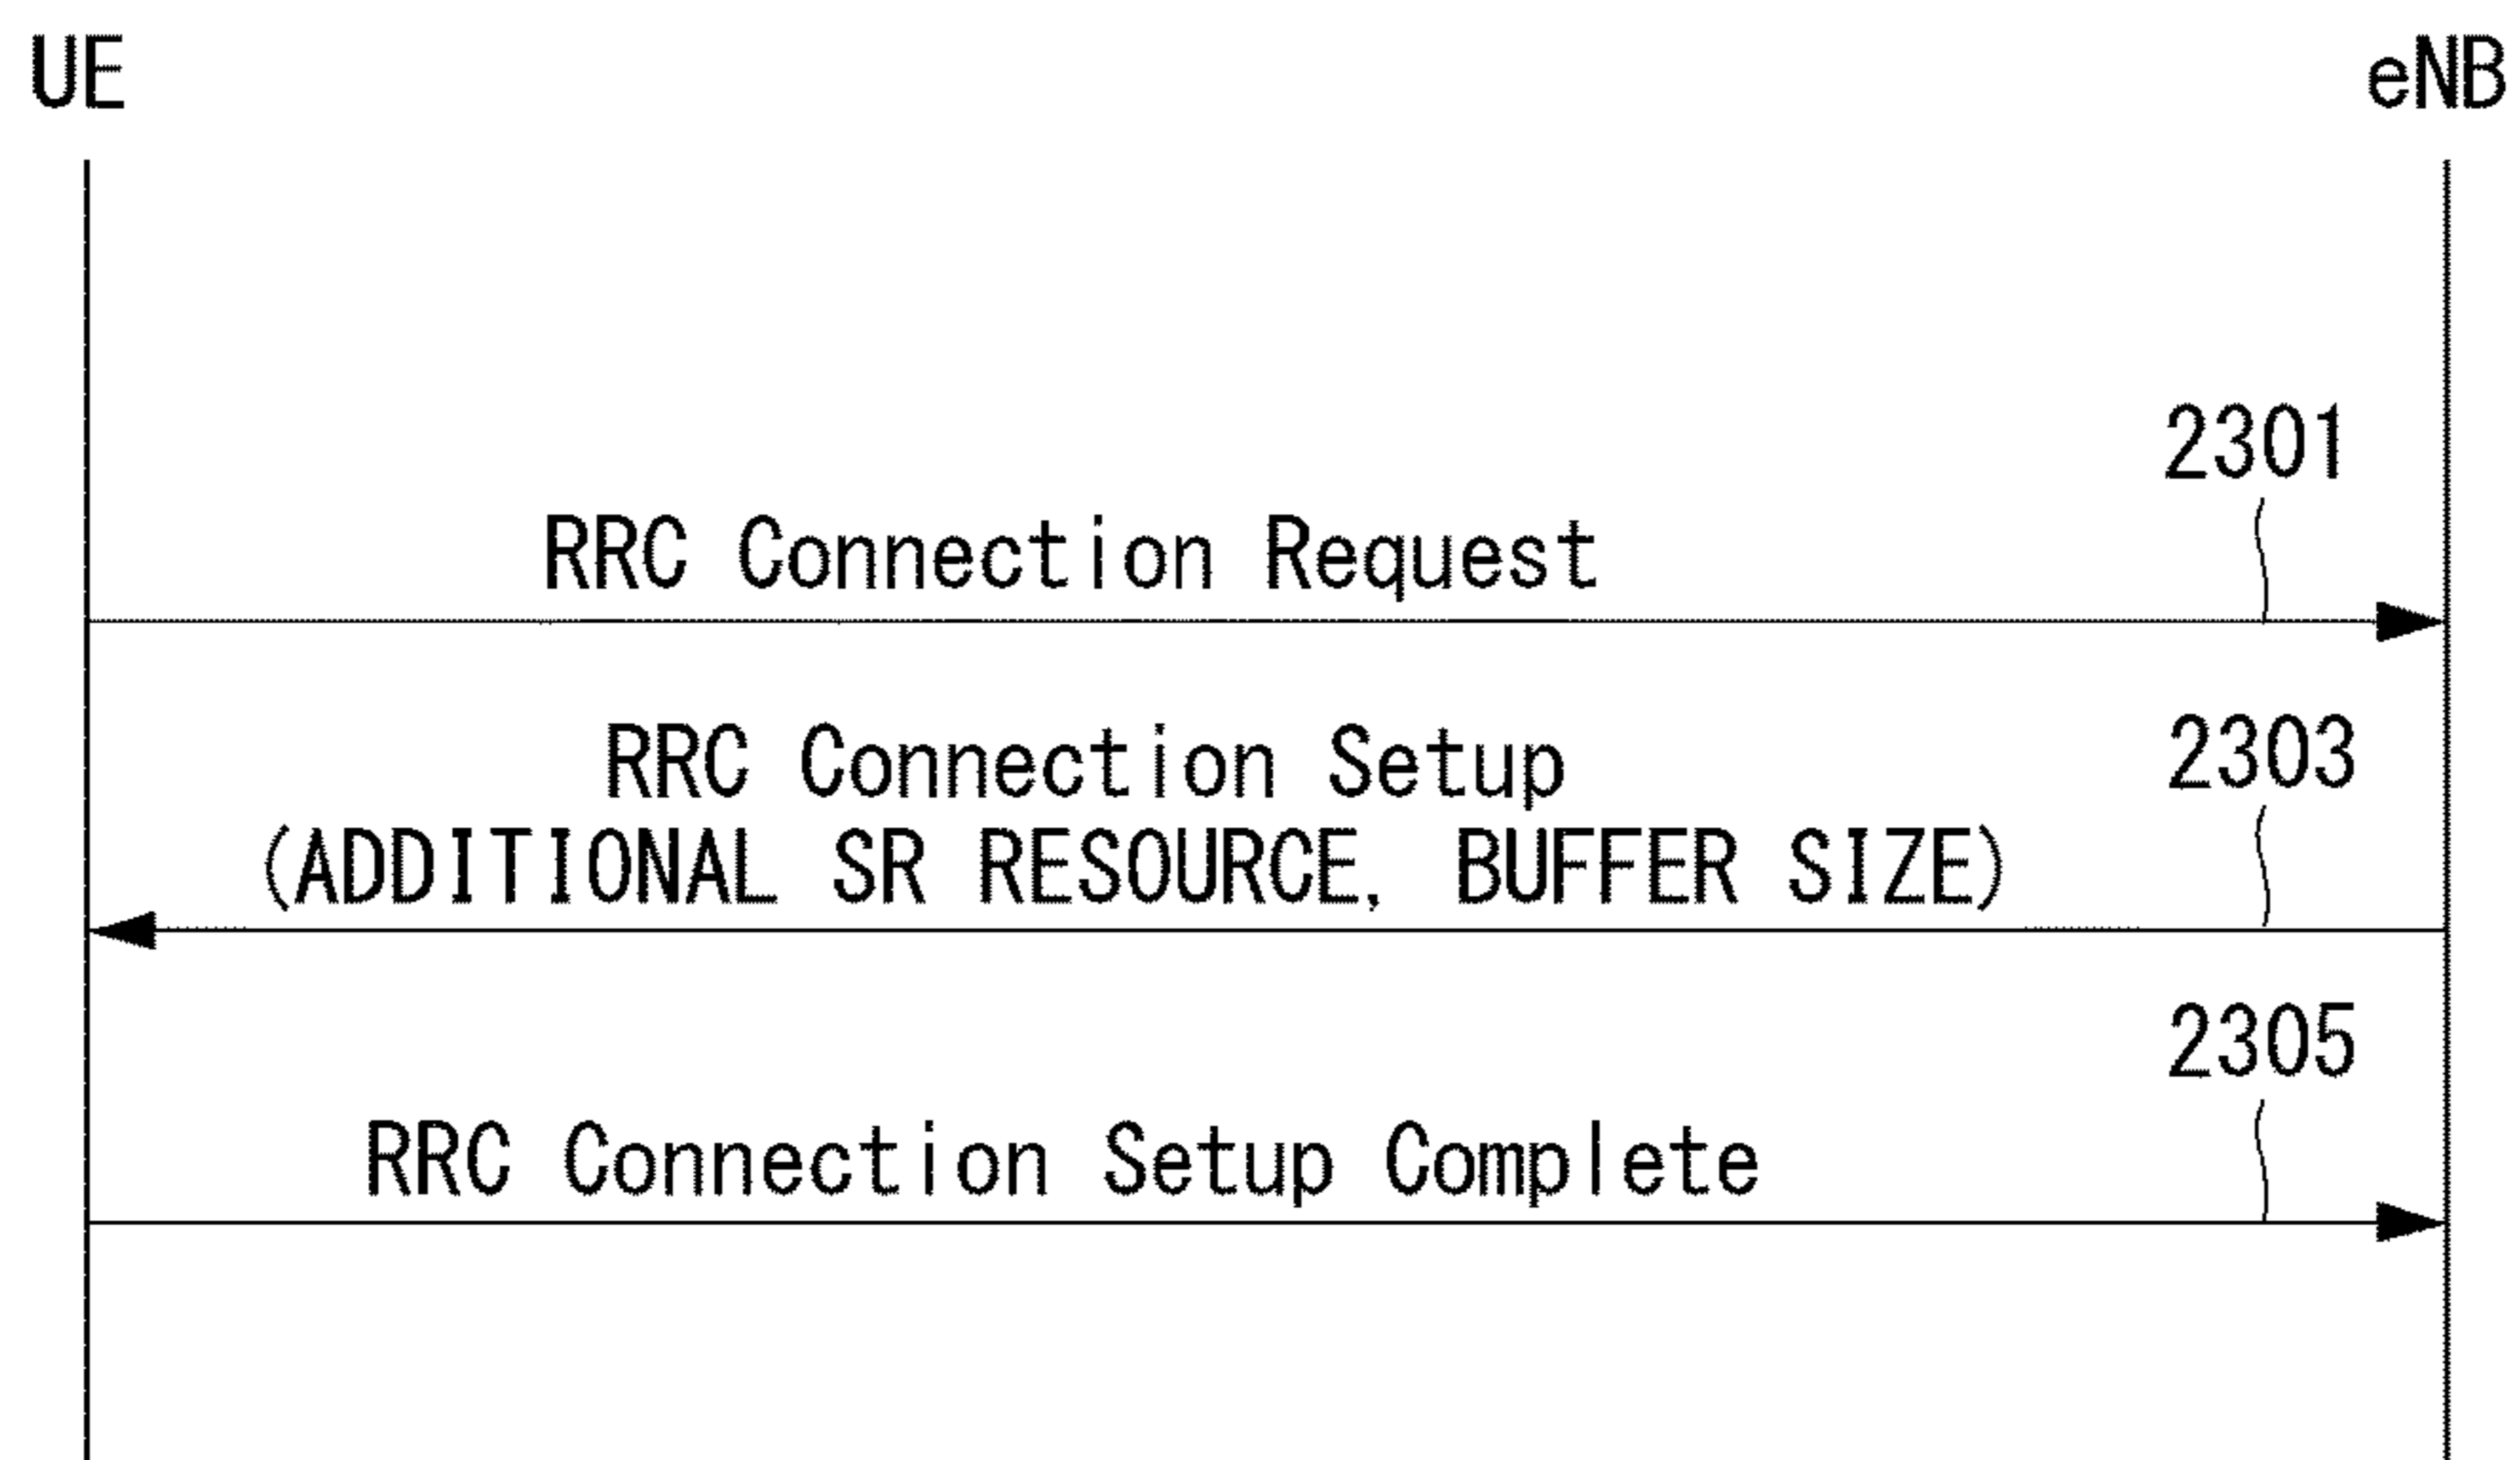 UE eNB
2301
RRC Connection Request
RRC Connection Setup 2303
(ADDITIONAL SR RESOURCE, BUFFER SIZE)
2305
RRC Connection Setup Complete